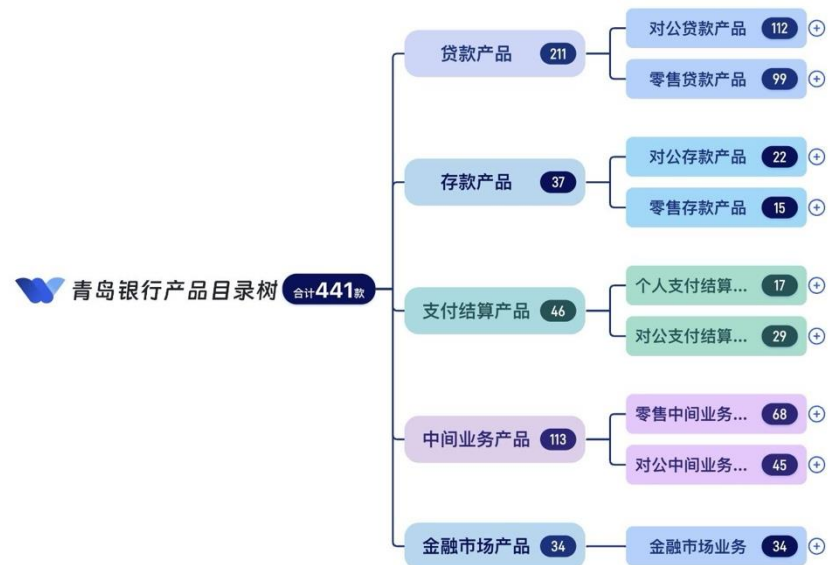 青岛银行产品目录树 合计441款
贷款产品 211
对公贷款产品 112
零售贷款产品 99
存款产品 37
对公存款产品 22
零售存款产品 15
支付结算产品 46
个人支付结算... 17
对公支付结算... 29
中间业务产品 113
零售中间业务... 68
对公中间业务... 45
金融市场产品 34
金融市场业务 34